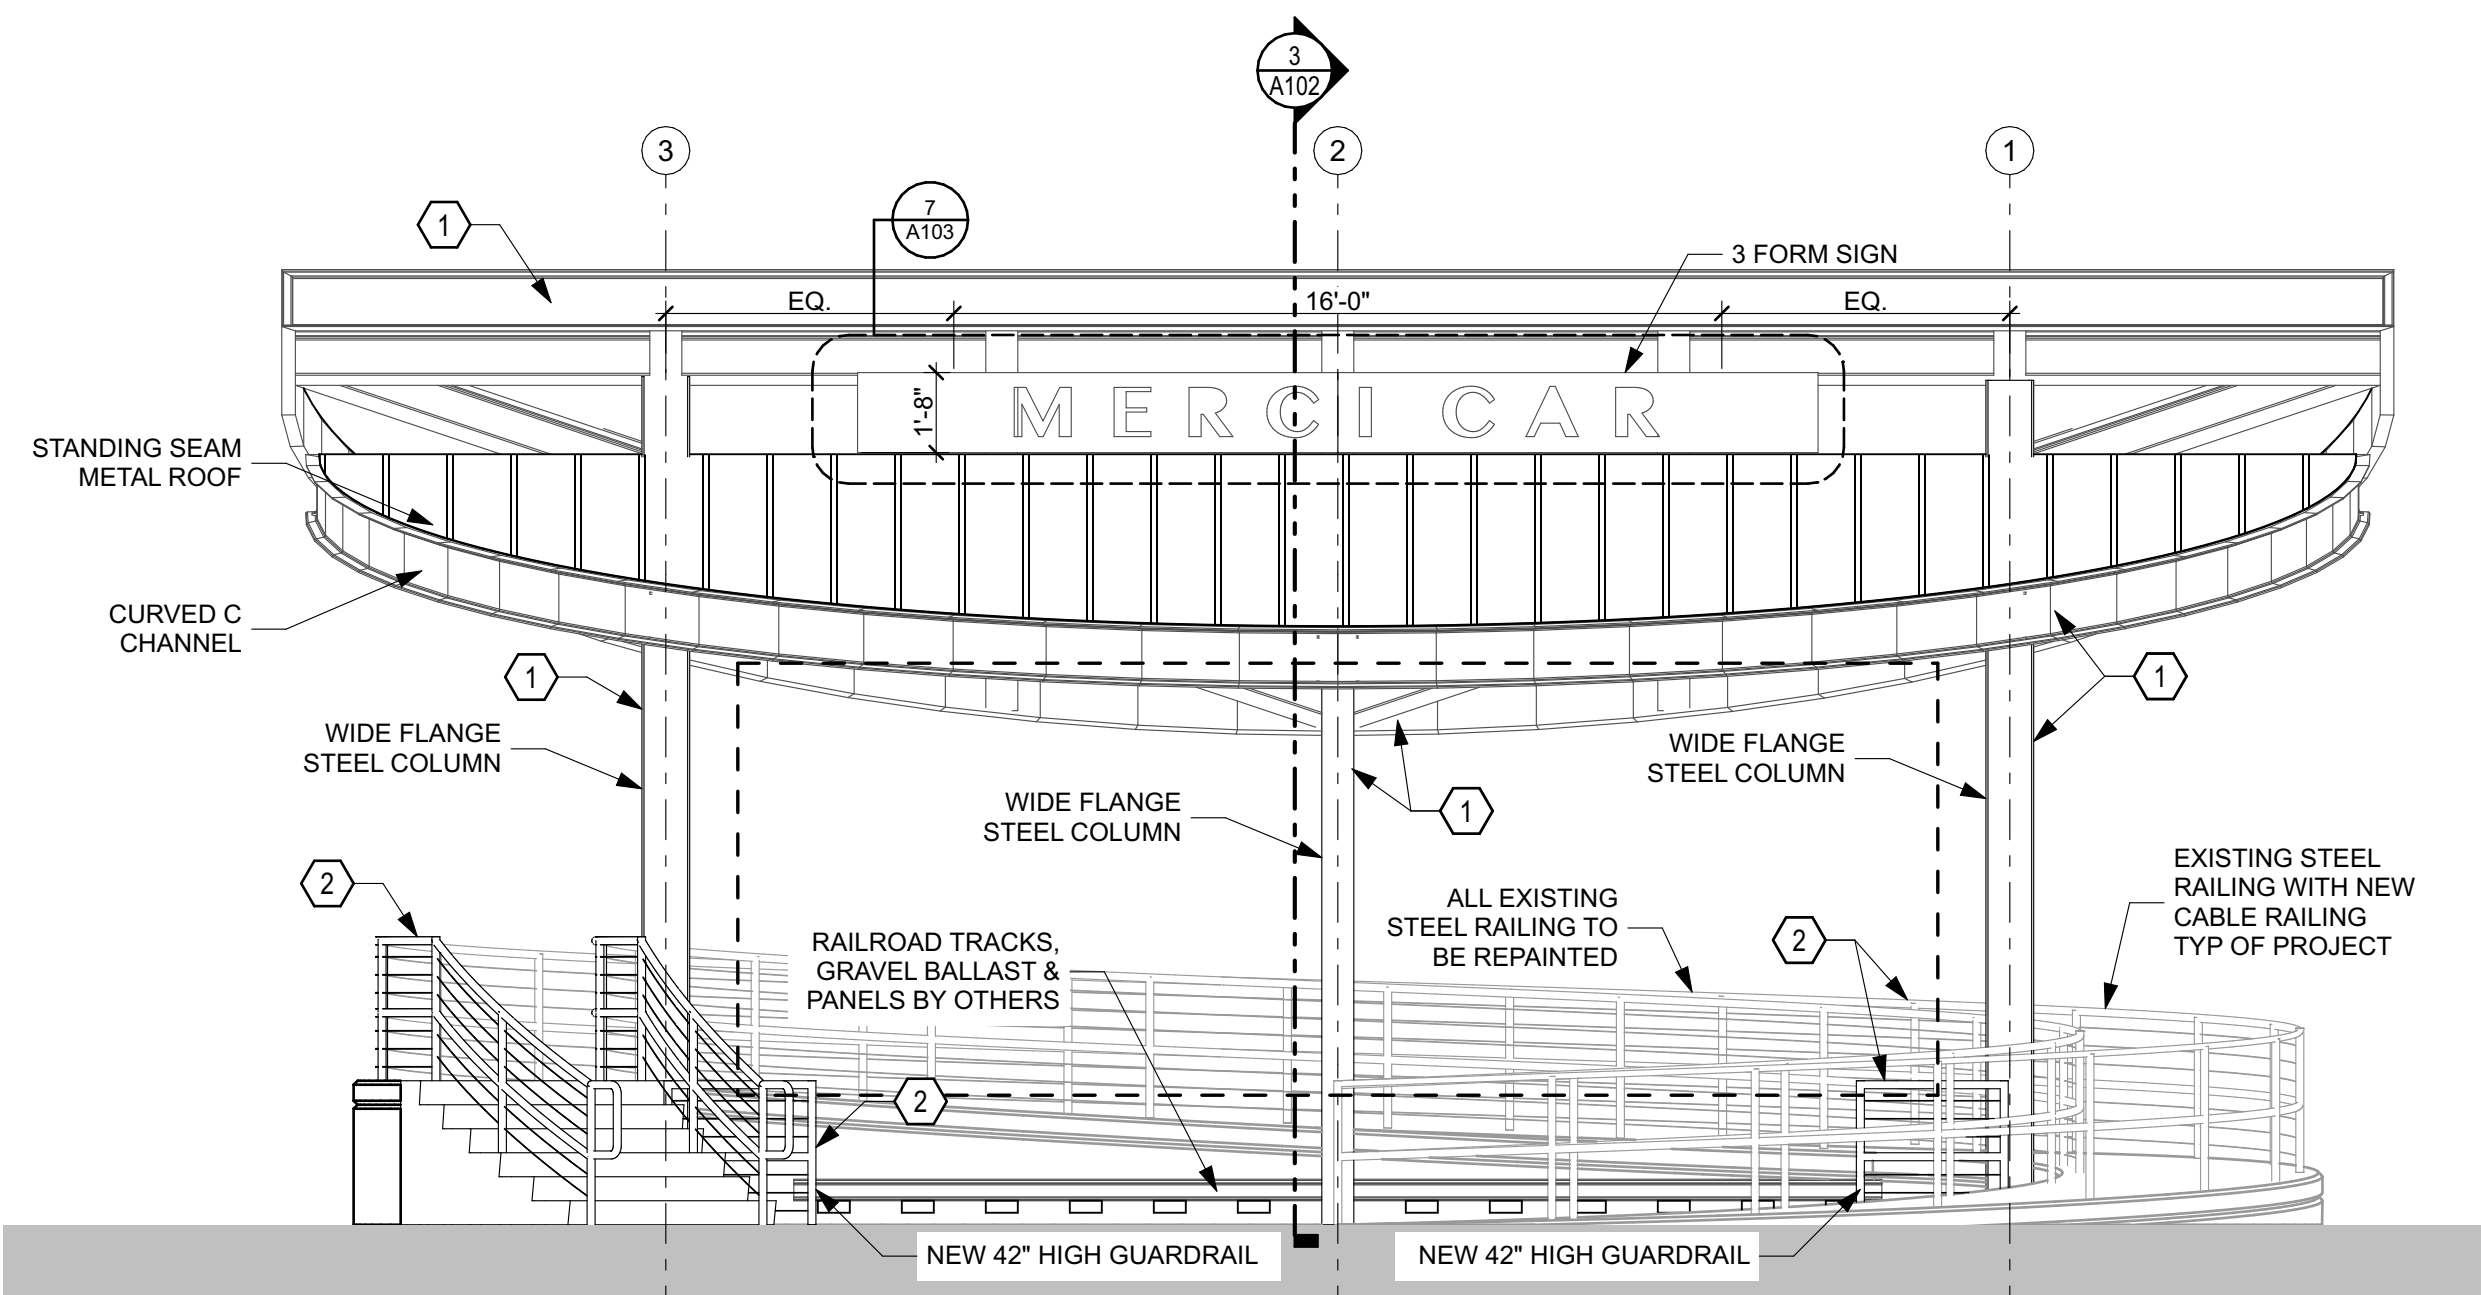 3
A102
3
2
1
7
A103
1
3 FORM SIGN
EQ.
16'-0"
EQ.
1'-8"
MERCI CAR
STANDING SEAM
METAL ROOF
CURVED C
CHANNEL
1
1
WIDE FLANGE
STEEL COLUMN
WIDE FLANGE
STEEL COLUMN
WIDE FLANGE
STEEL COLUMN
1
2
ALL EXISTING
STEEL RAILING TO
BE REPAINTED
2
EXISTING STEEL
RAILING WITH NEW
CABLE RAILING
TYP OF PROJECT
RAILROAD TRACKS,
GRAVEL BALLAST &
PANELS BY OTHERS
2
NEW 42" HIGH GUARDRAIL
NEW 42" HIGH GUARDRAIL